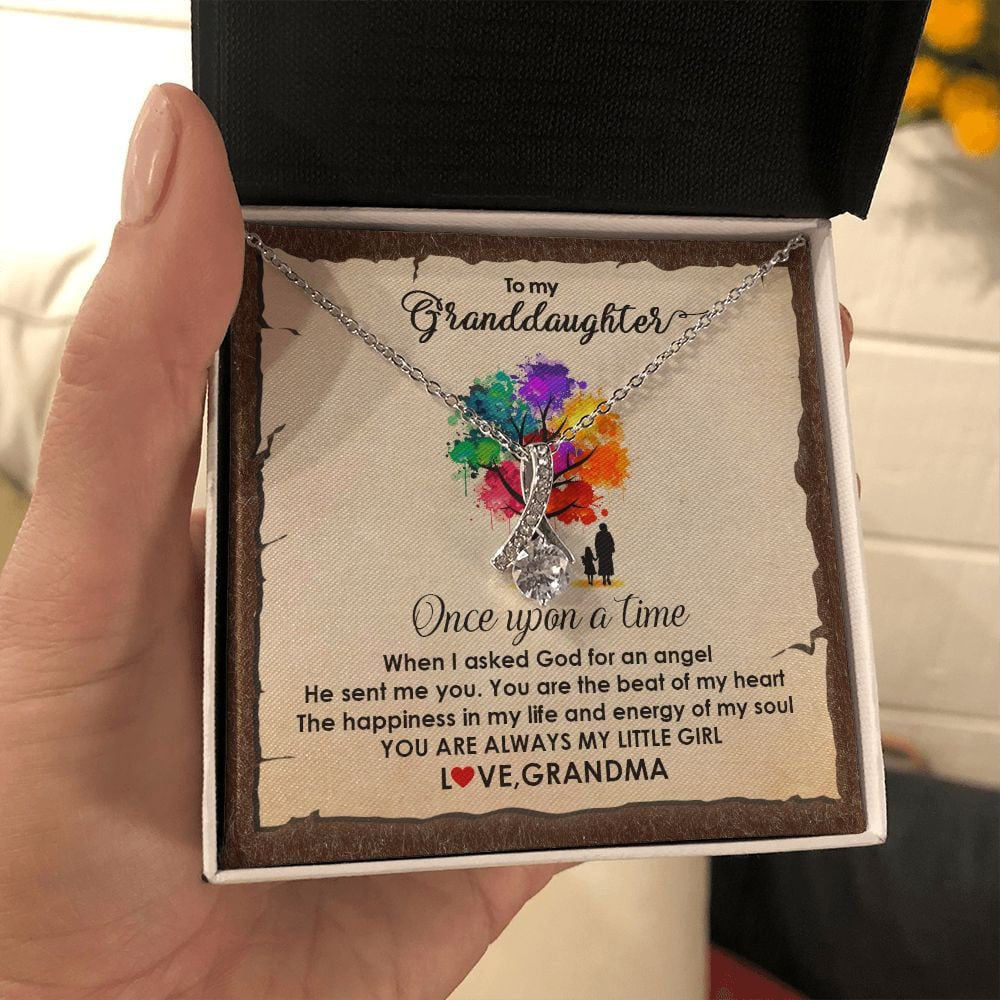 To my
Granddaughter
Once upon a time
When I asked God for an angel
He sent me you. You are the beat of my heart
The happiness in my life and energy of my soul
YOU ARE ALWAYS MY LITTLE GIRL
L❤VE,GRANDMA